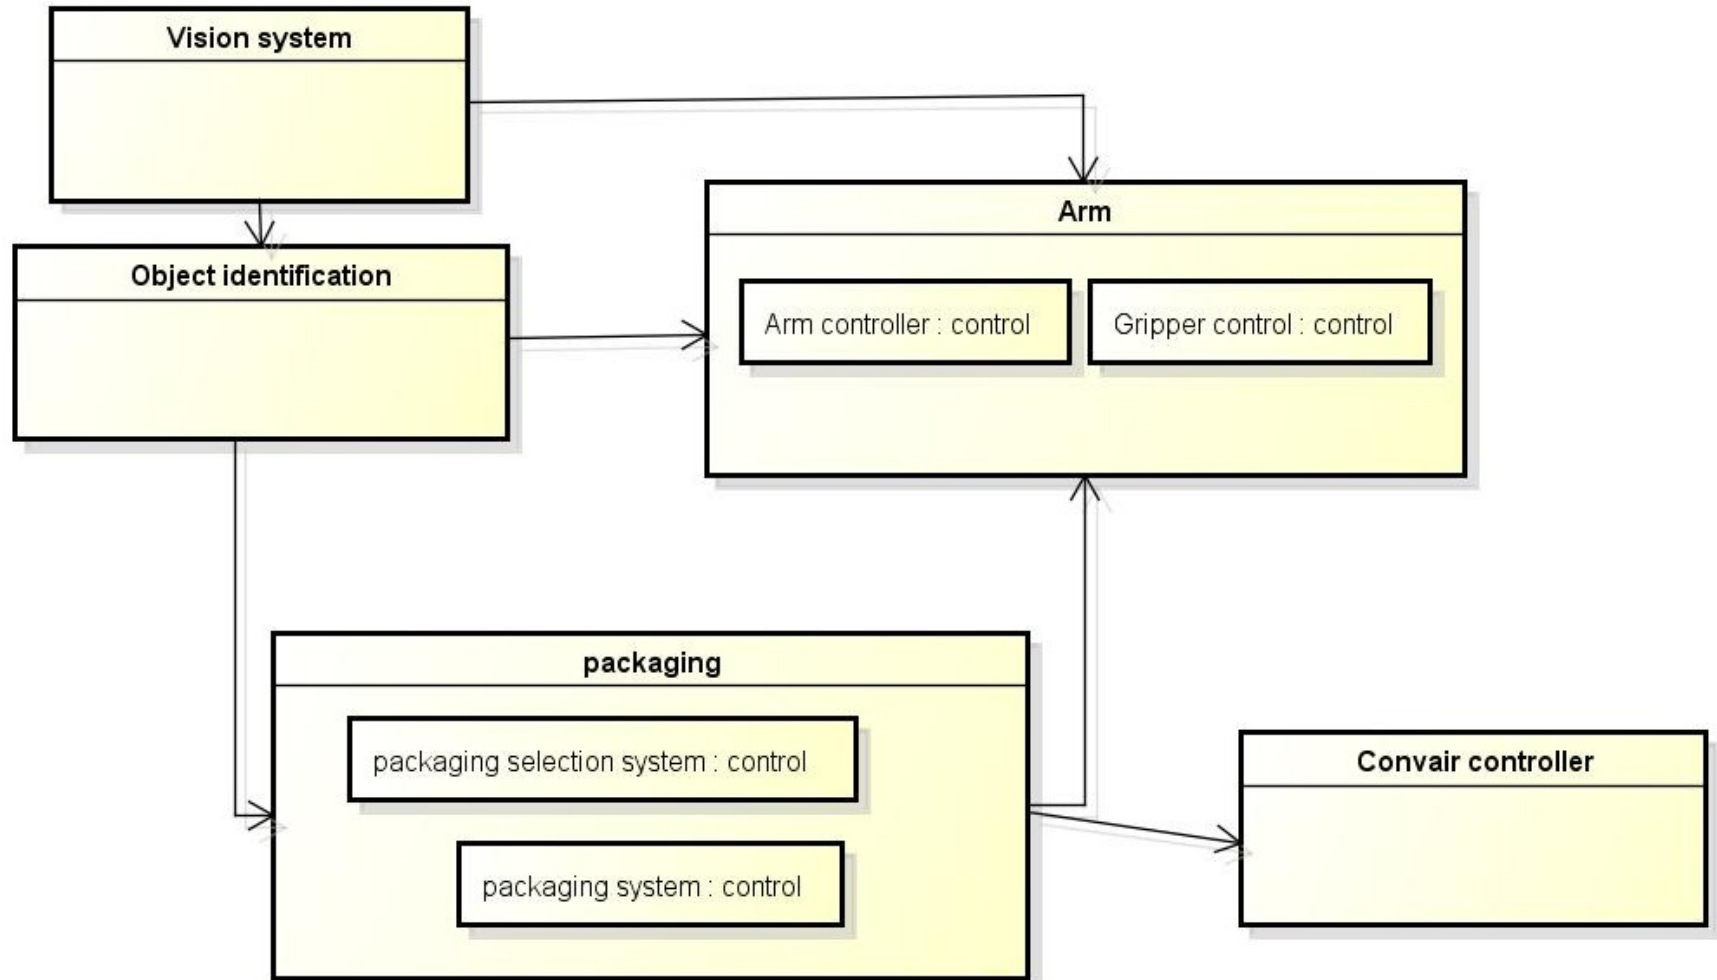 Vision system
Object identification
Arm
Arm controller : control
Gripper control : control
packaging
packaging selection system : control
packaging system : control
Convair controller